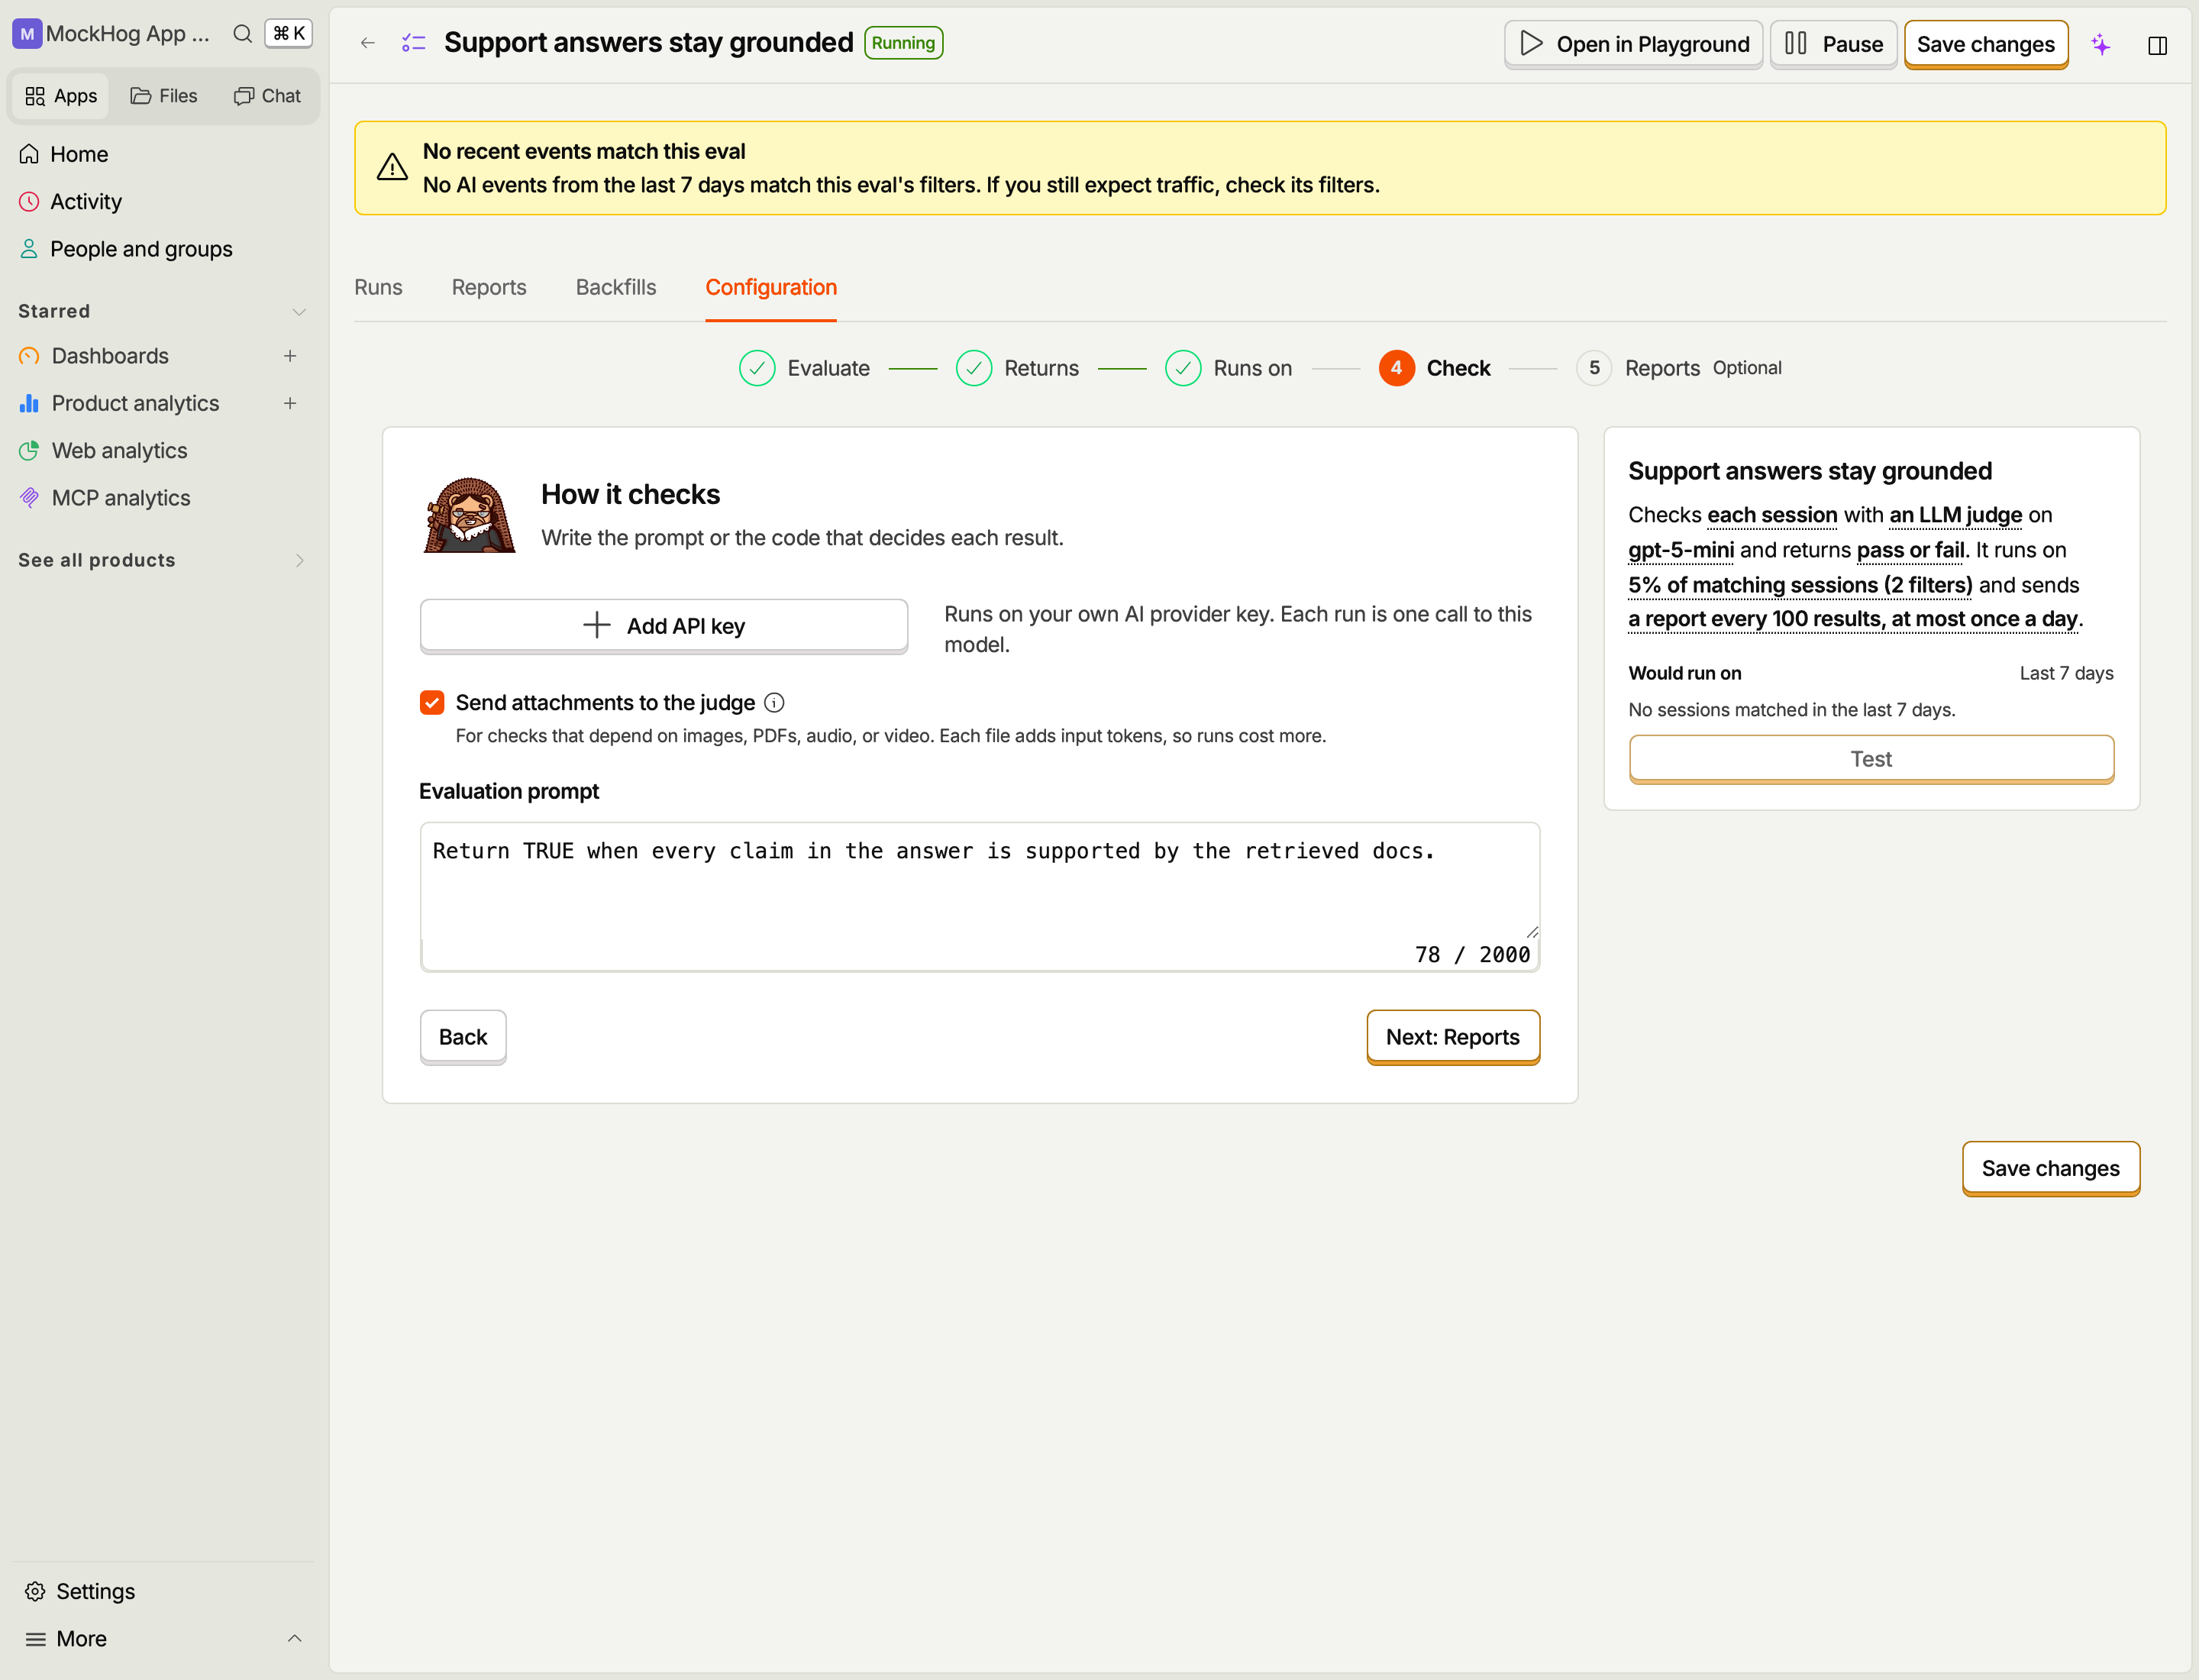 M MockHog App ... ⌘ K
Apps Files Chat
Home
Activity
People and groups
Starred
Dashboards
Product analytics
Web analytics
MCP analytics
See all products
Settings
More
Support answers stay grounded Running
Open in Playground Pause Save changes
No recent events match this eval
No AI events from the last 7 days match this eval's filters. If you still expect traffic, check its filters.
Runs Reports Backfills Configuration
Evaluate Returns Runs on 4 Check 5 Reports Optional
How it checks
Write the prompt or the code that decides each result.
Add API key
Runs on your own AI provider key. Each run is one call to this
model.
Send attachments to the judge
For checks that depend on images, PDFs, audio, or video. Each file adds input tokens, so runs cost more.
Evaluation prompt
Return TRUE when every claim in the answer is supported by the retrieved docs.
78 / 2000
Back
Next: Reports
Support answers stay grounded
Checks each session with an LLM judge on
gpt-5-mini and returns pass or fail. It runs on
5% of matching sessions (2 filters) and sends
a report every 100 results, at most once a day.
Would run on Last 7 days
No sessions matched in the last 7 days.
Test
Save changes